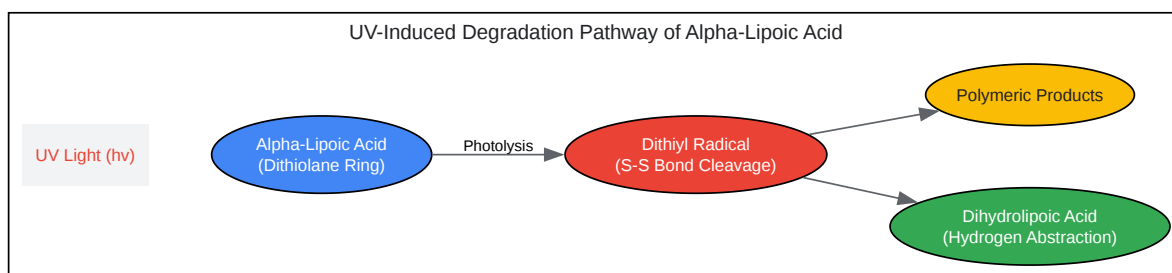 UV-Induced Degradation Pathway of Alpha-Lipoic Acid
UV Light (hv)
Alpha-Lipoic Acid
(Dithiolane Ring)
Photolysis
Dithiyl Radical
(S-S Bond Cleavage)
Polymeric Products
Dihydrolipoic Acid
(Hydrogen Abstraction)